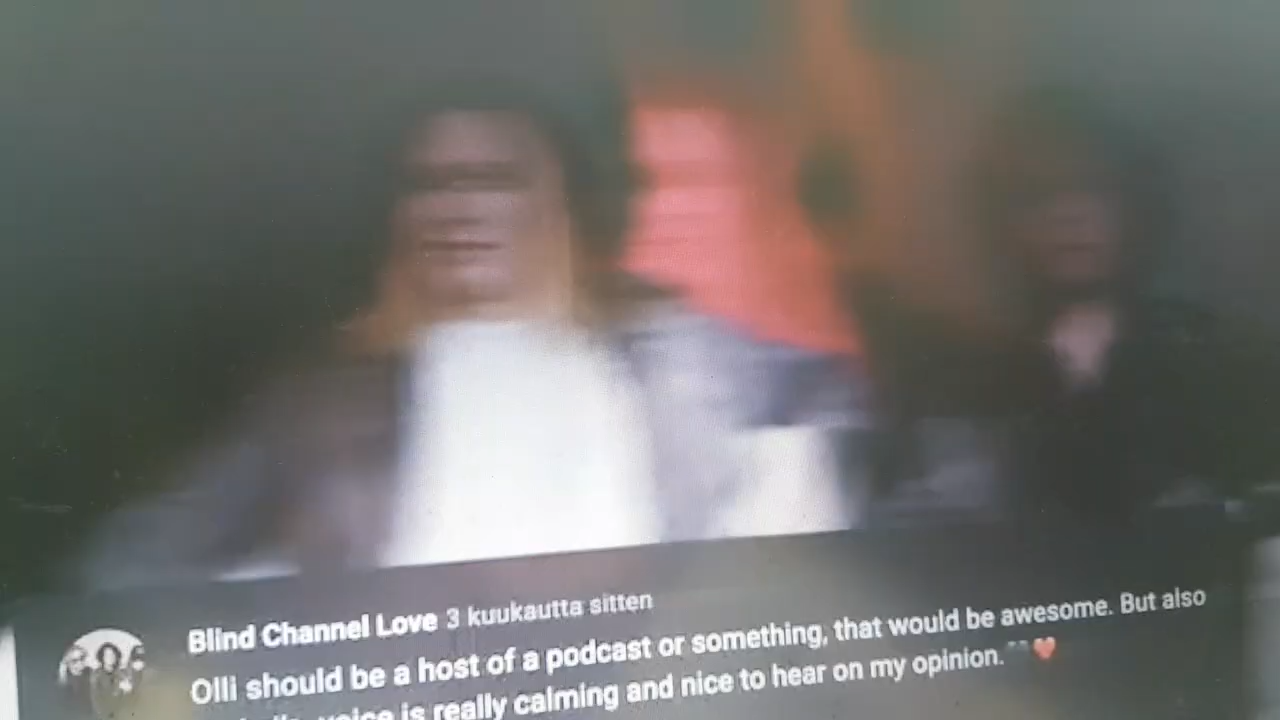 Blind Channel Love 3 kuukautta sitten
Olli should be a host of a podcast or something, that would be awesome. But also
voice is really calming and nice to hear on my opinion.